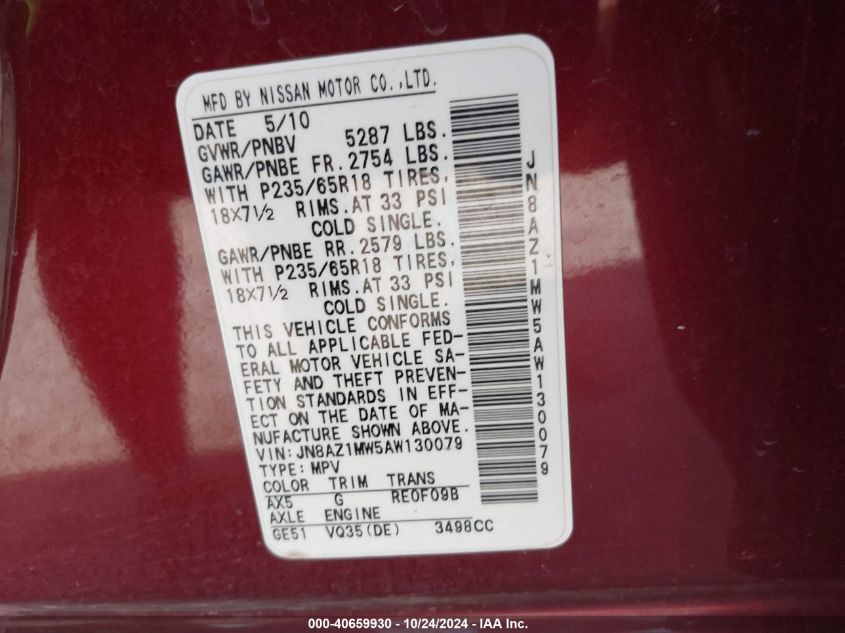 MFD BY NISSAN MOTOR CO.,LTD.
DATE 5/10
GVWR/PNBV 5287 LBS.
GAWR/PNBE FR. 2754 LBS.
WITH P235/65R18 TIRES,
18X7½ RIMS.AT 33 PSI
COLD SINGLE.
GAWR/PNBE RR. 2579 LBS.
WITH P235/65R18 TIRES,
18X7½ RIMS.AT 33 PSI
COLD SINGLE.
THIS VEHICLE CONFORMS
TO ALL APPLICABLE FED-
ERAL MOTOR VEHICLE SA-
FETY AND THEFT PREVEN-
TION STANDARDS IN EFF-
ECT ON THE DATE OF MA-
NUFACTURE SHOWN ABOVE.
VIN:JN8AZ1MW5AW130079
TYPE:MPV
COLOR TRIM TRANS
AX5 G RE0F09B
AXLE ENGINE
GE51 VQ35(DE) 3498CC
JN8AZ1MW5AW130079
000-40659930 - 10/24/2024 - IAA Inc.